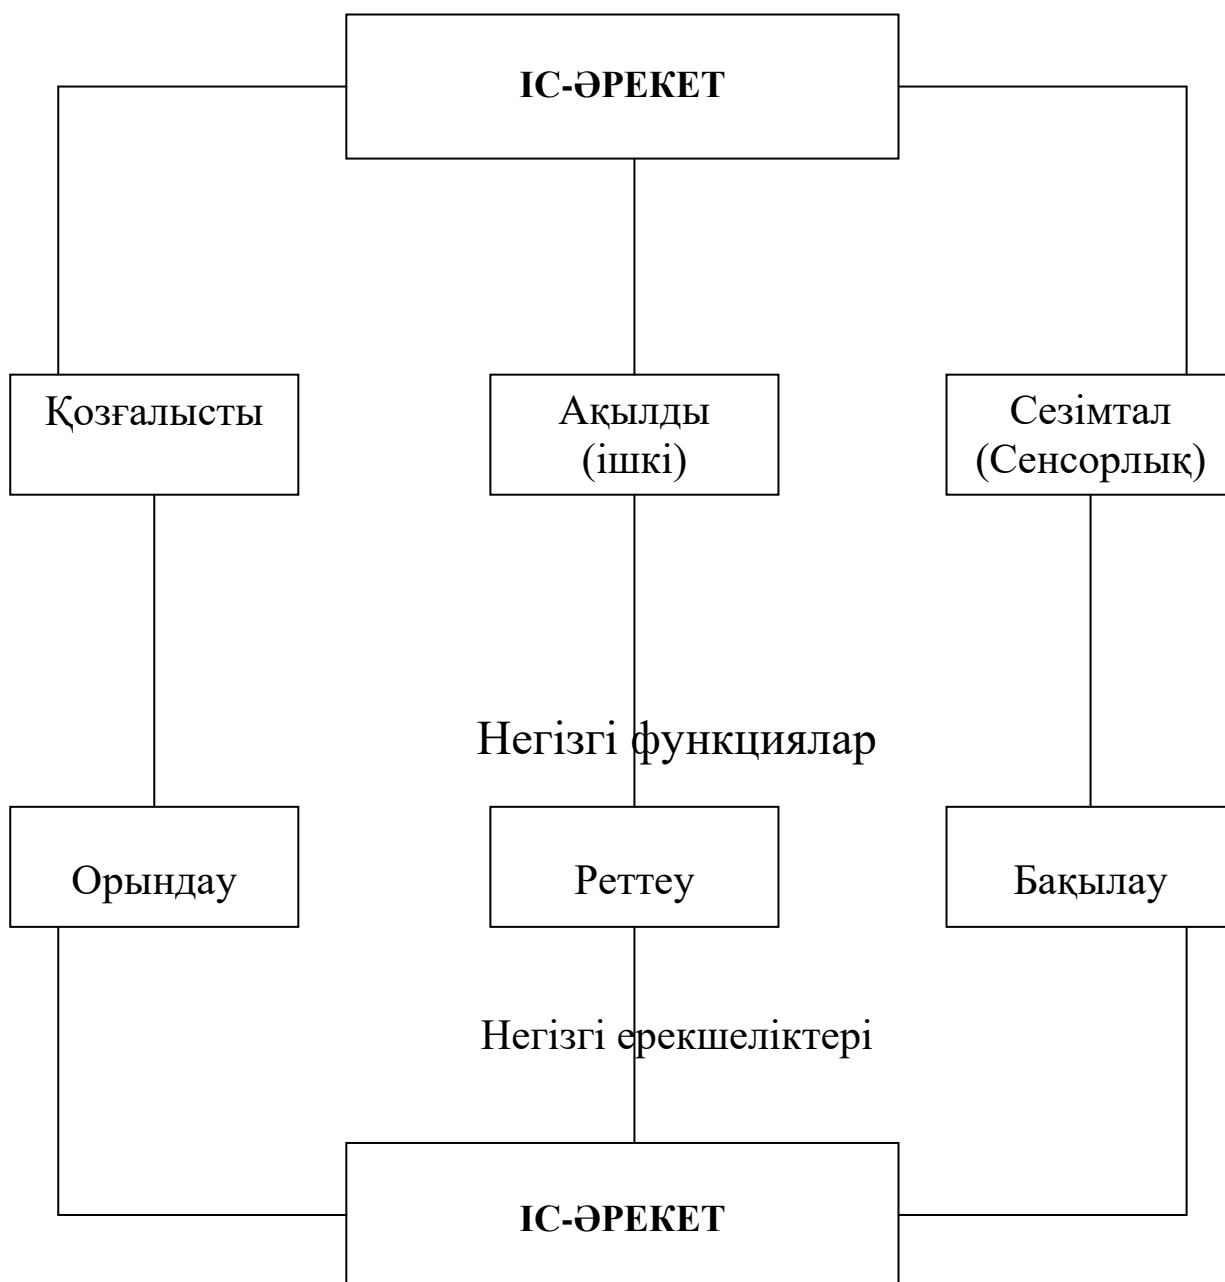 ІС-ӘРЕКЕТ
Қозғалысты
Ақылды
(ішкі)
Сезімтал
(Сенсорлық)
Негізгі функциялар
Орындау
Реттеу
Бақылау
Негізгі ерекшеліктері
ІС-ӘРЕКЕТ